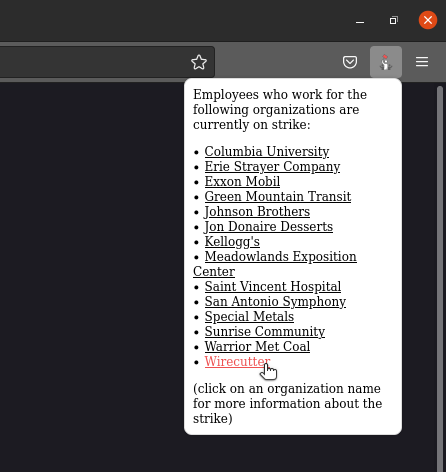 Employees who work for the
following organizations are
currently on strike:
• Columbia University
• Erie Strayer Company
• Exxon Mobil
• Green Mountain Transit
• Johnson Brothers
• Jon Donaire Desserts
• Kellogg's
• Meadowlands Exposition
Center
• Saint Vincent Hospital
• San Antonio Symphony
• Special Metals
• Sunrise Community
• Warrior Met Coal
• Wirecutter
(click on an organization name
for more information about the
strike)